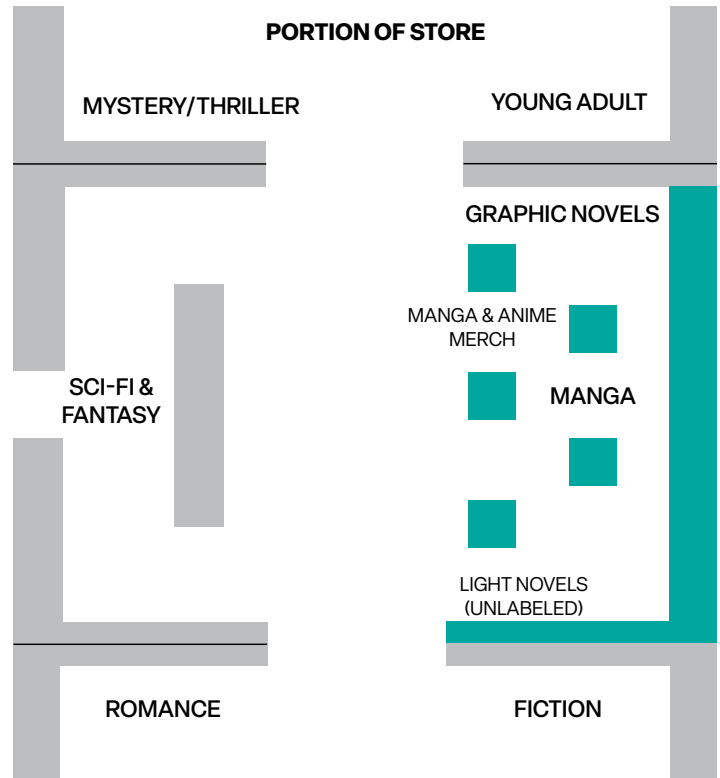 PORTION OF STORE
MYSTERY/THRILLER
YOUNG ADULT
GRAPHIC NOVELS
MANGA & ANIME
MERCH
SCI-FI &
FANTASY
MANGA
LIGHT NOVELS
(UNLABELED)
ROMANCE
FICTION